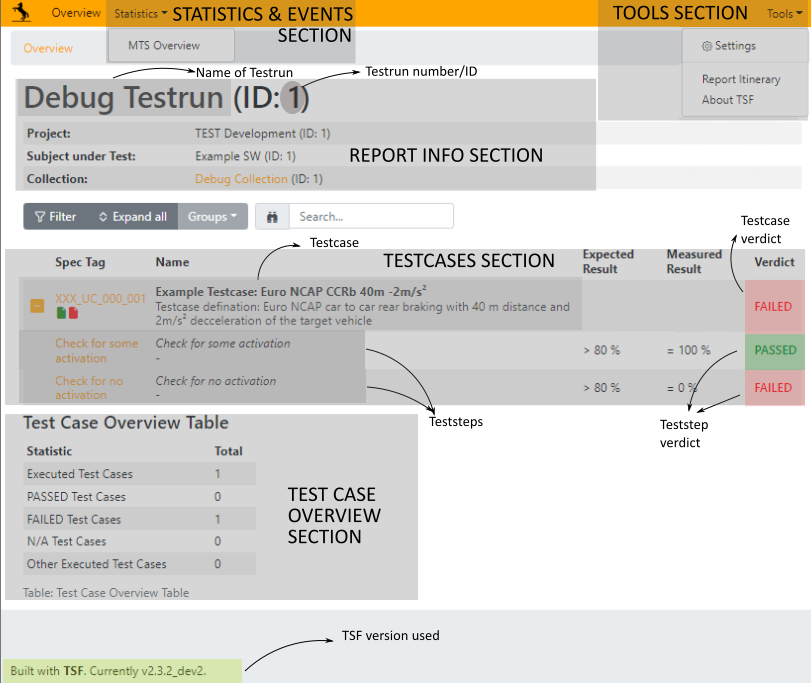 Overview
Statistics
STATISTICS & EVENTS
SECTION
TOOLS SECTION
Tools
Overview
MTS Overview
Settings
Report Itinerary
About TSF
Name of Testrun
Testrun number/ID
Debug Testrun (ID: 1)
Project: TEST Development (ID: 1)
Subject under Test: Example SW (ID: 1)
Collection: Debug Collection (ID: 1)
REPORT INFO SECTION
Filter Expand all Groups Search...
Testcase
Testcase
verdict
TESTCASES SECTION
Spec Tag Name Expected
Result Measured
Result Verdict
XXX_UC_000_001
Example Testcase: Euro NCAP CCRb 40m -2m/s²
Testcase defination: Euro NCAP car to car rear braking with 40 m distance and
2m/s² decceleration of the target vehicle
FAILED
Check for some
activation
Check for some activation
-
> 80 % = 100 % PASSED
Check for no
activation
Check for no activation
-
> 80 % = 0 % FAILED
Teststeps
Teststep
verdict
Test Case Overview Table
Statistic Total
Executed Test Cases 1
PASSED Test Cases 0
FAILED Test Cases 1
N/A Test Cases 0
Other Executed Test Cases 0
Table: Test Case Overview Table
TEST CASE
OVERVIEW
SECTION
TSF version used
Built with TSF. Currently v2.3.2_dev2.